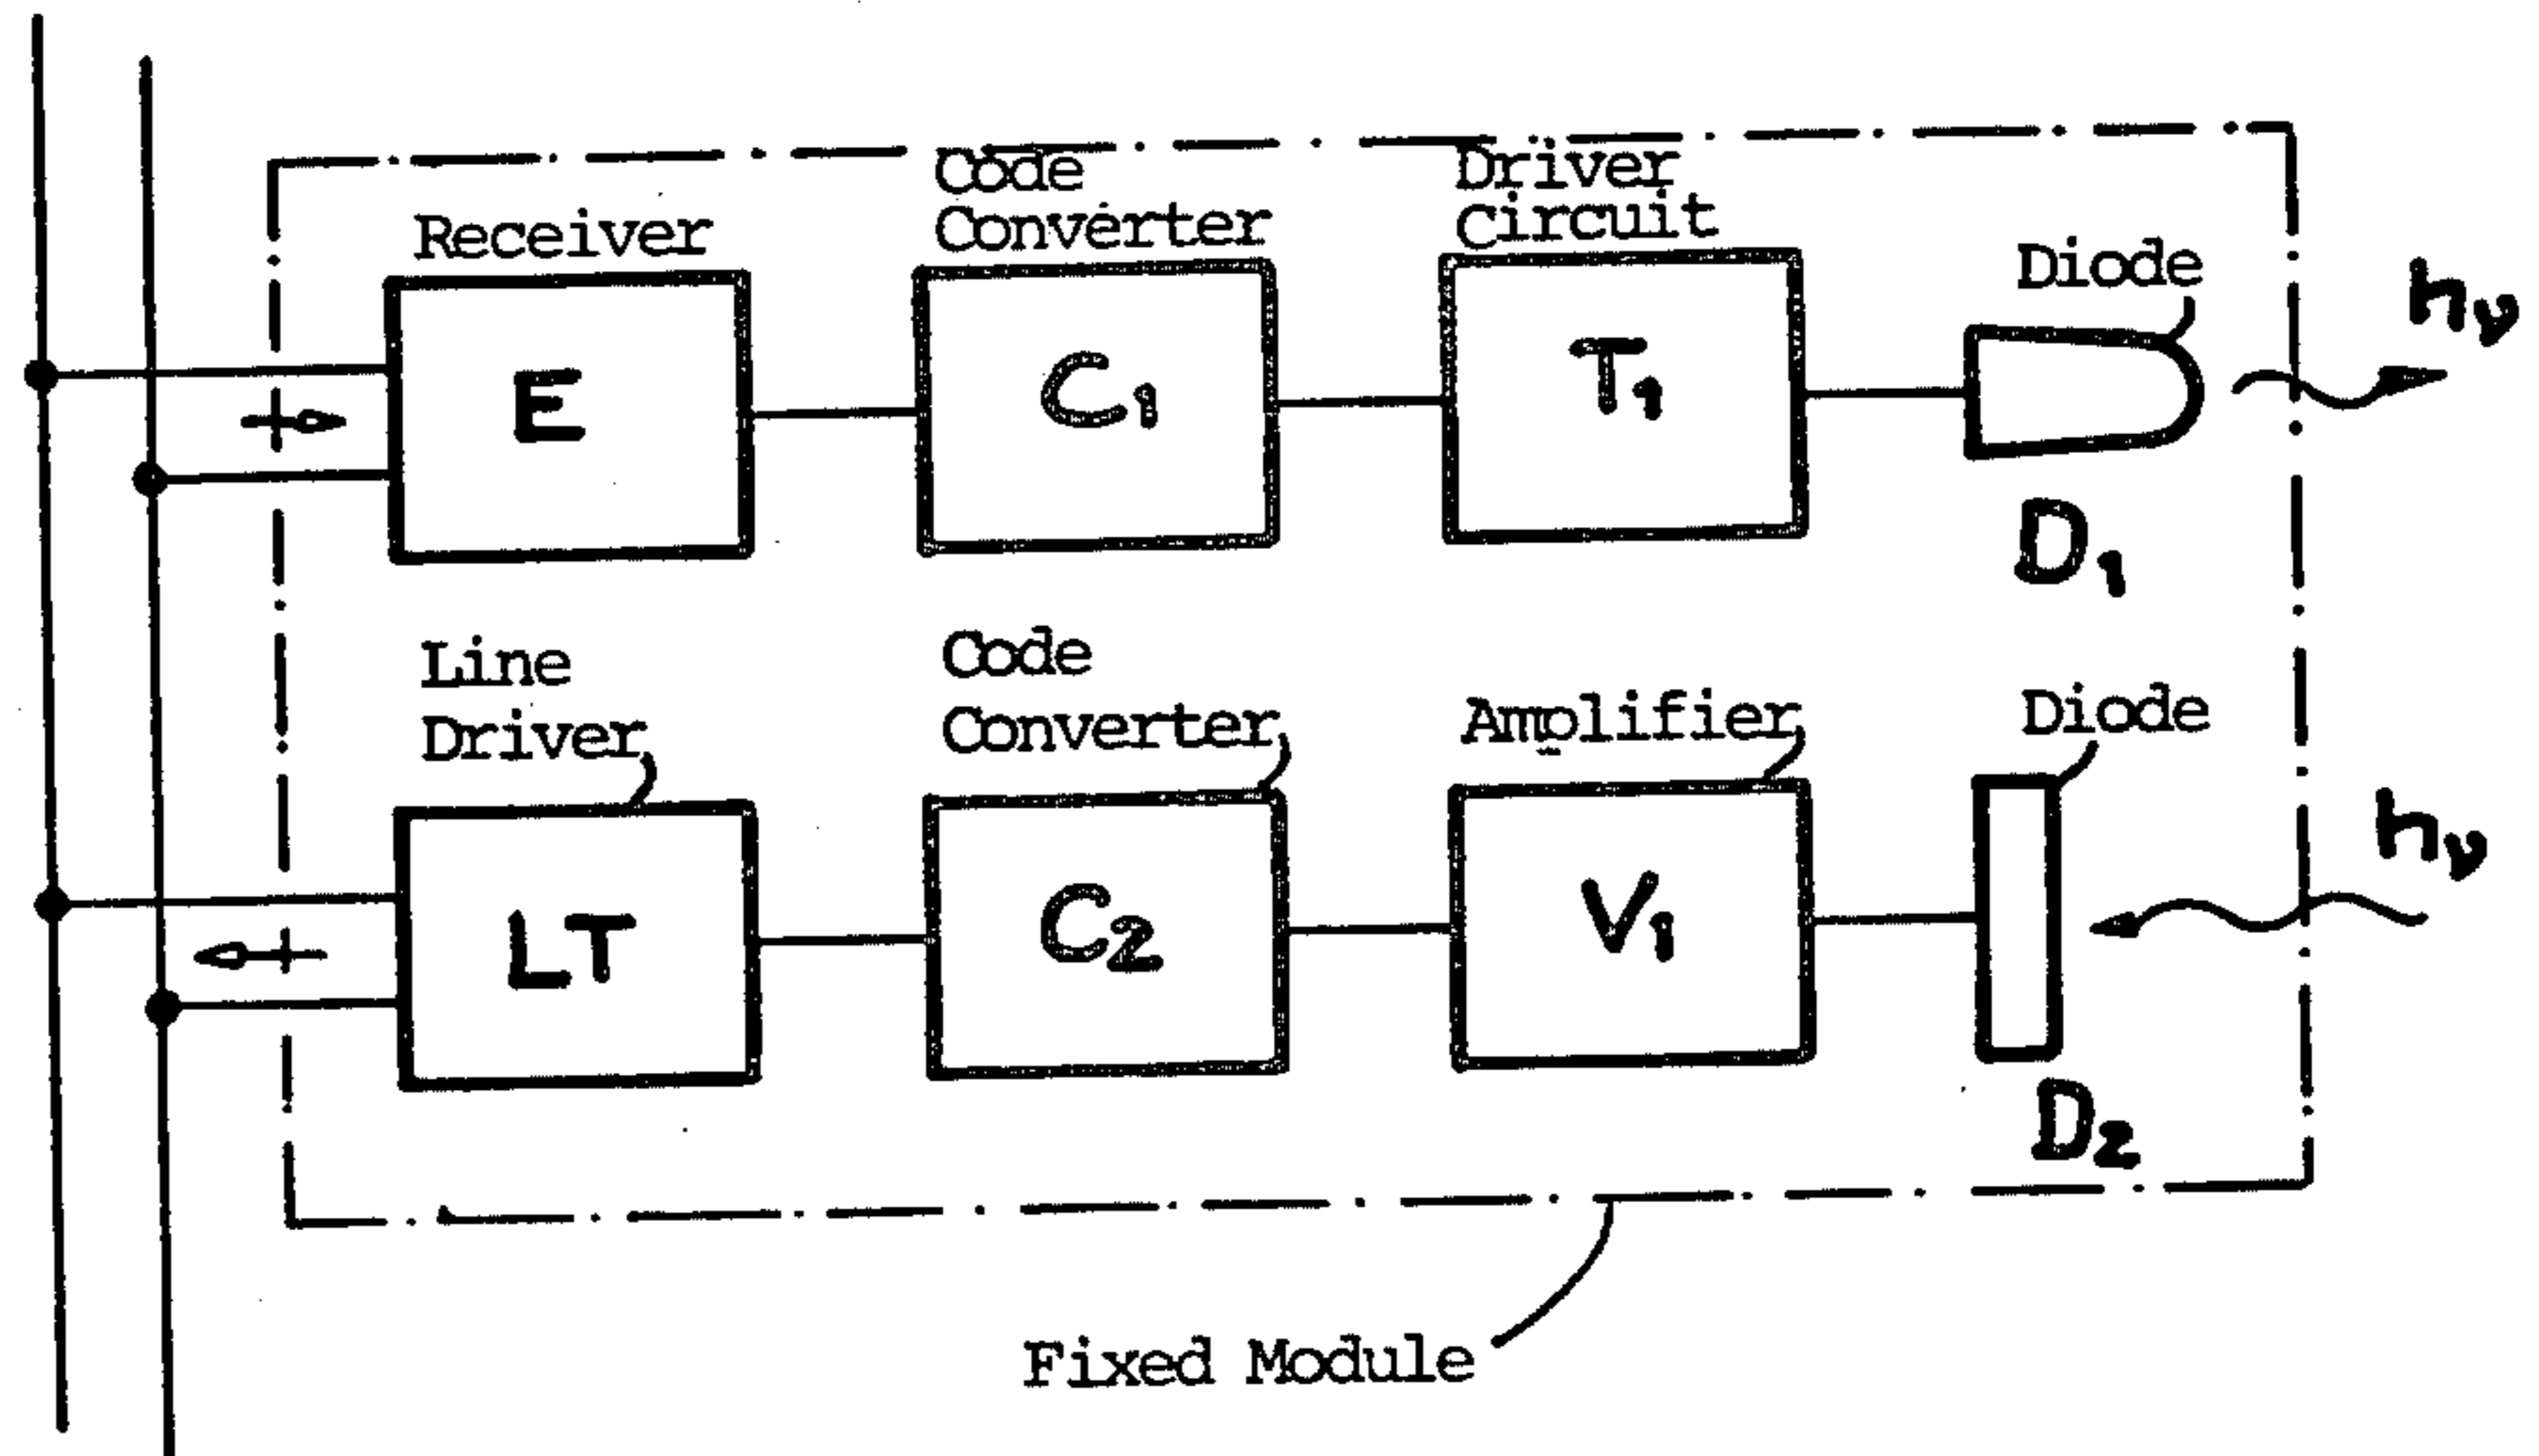 Receiver
Code
Converter
Driver
Circuit
Diode
hν
E
C₁
T₁
D₁
Line
Driver
Code
Converter
Amplifier
Diode
hν
LT
C₂
V₁
D₂
Fixed Module